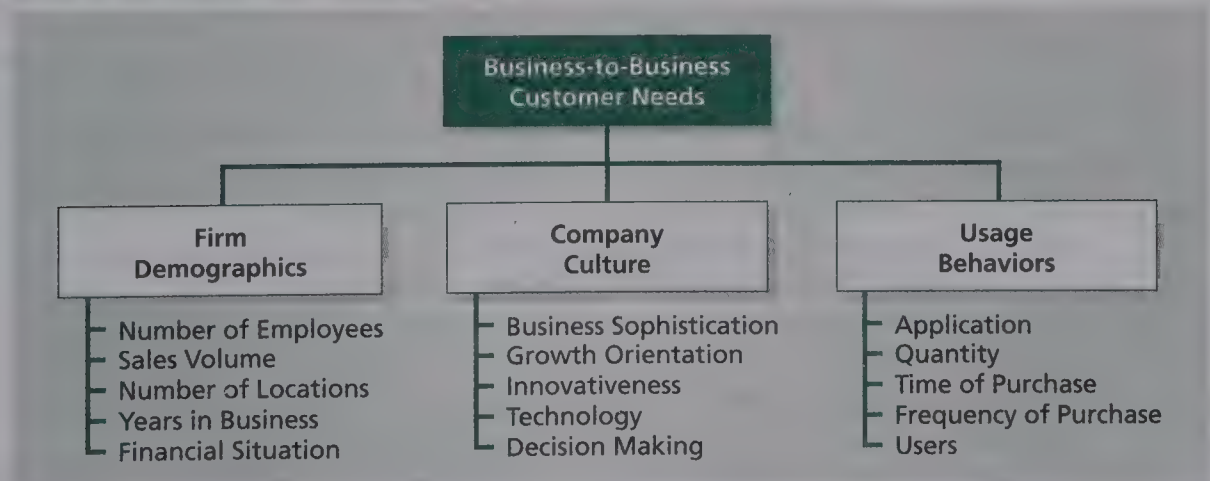 Business-to-Business
Customer Needs
Firm
Demographics
Number of Employees
Sales Volume
Number of Locations
Years in Business
Financial Situation
Company
Culture
Business Sophistication
Growth Orientation
Innovativeness
Technology
Decision Making
Usage
Behaviors
Application
Quantity
Time of Purchase
Frequency of Purchase
Users